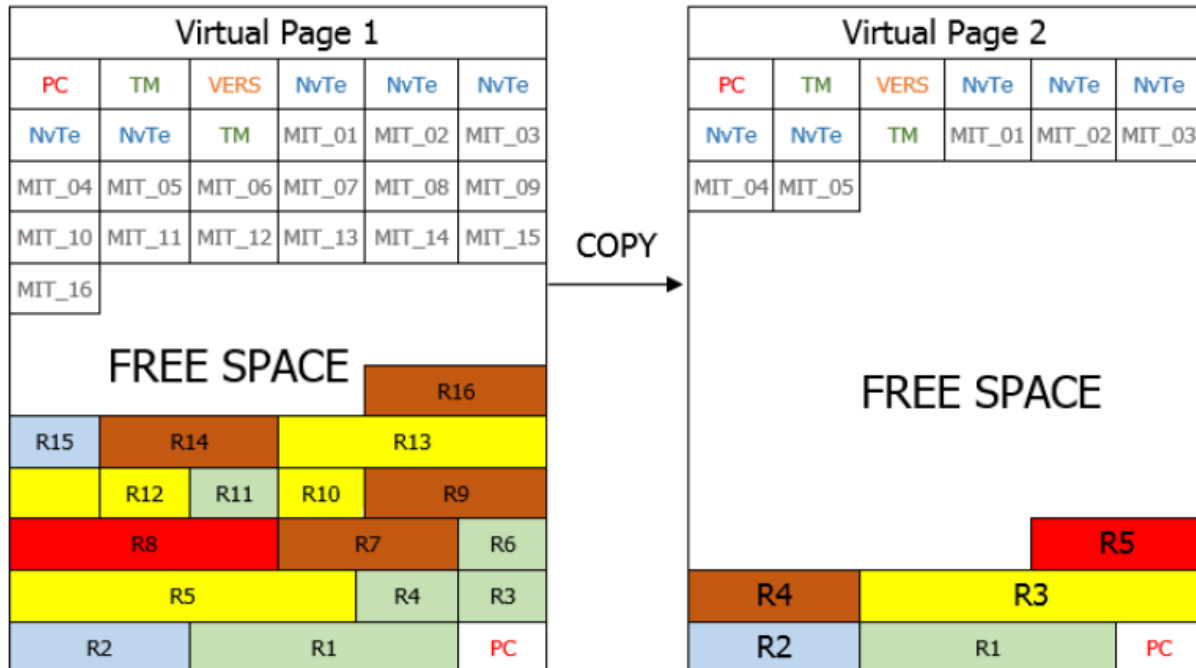 Virtual Page 1
PC TM VERS NvTe NvTe NvTe
NvTe NvTe TM MIT_01 MIT_02 MIT_03
MIT_04 MIT_05 MIT_06 MIT_07 MIT_08 MIT_09
MIT_10 MIT_11 MIT_12 MIT_13 MIT_14 MIT_15
MIT_16
FREE SPACE
R16
R15 R14 R13
R12 R11 R10 R9
R8 R7 R6
R5 R4 R3
R2 R1 PC
COPY
Virtual Page 2
PC TM VERS NvTe NvTe NvTe
NvTe NvTe TM MIT_01 MIT_02 MIT_03
MIT_04 MIT_05
FREE SPACE
R5
R4 R3
R2 R1 PC